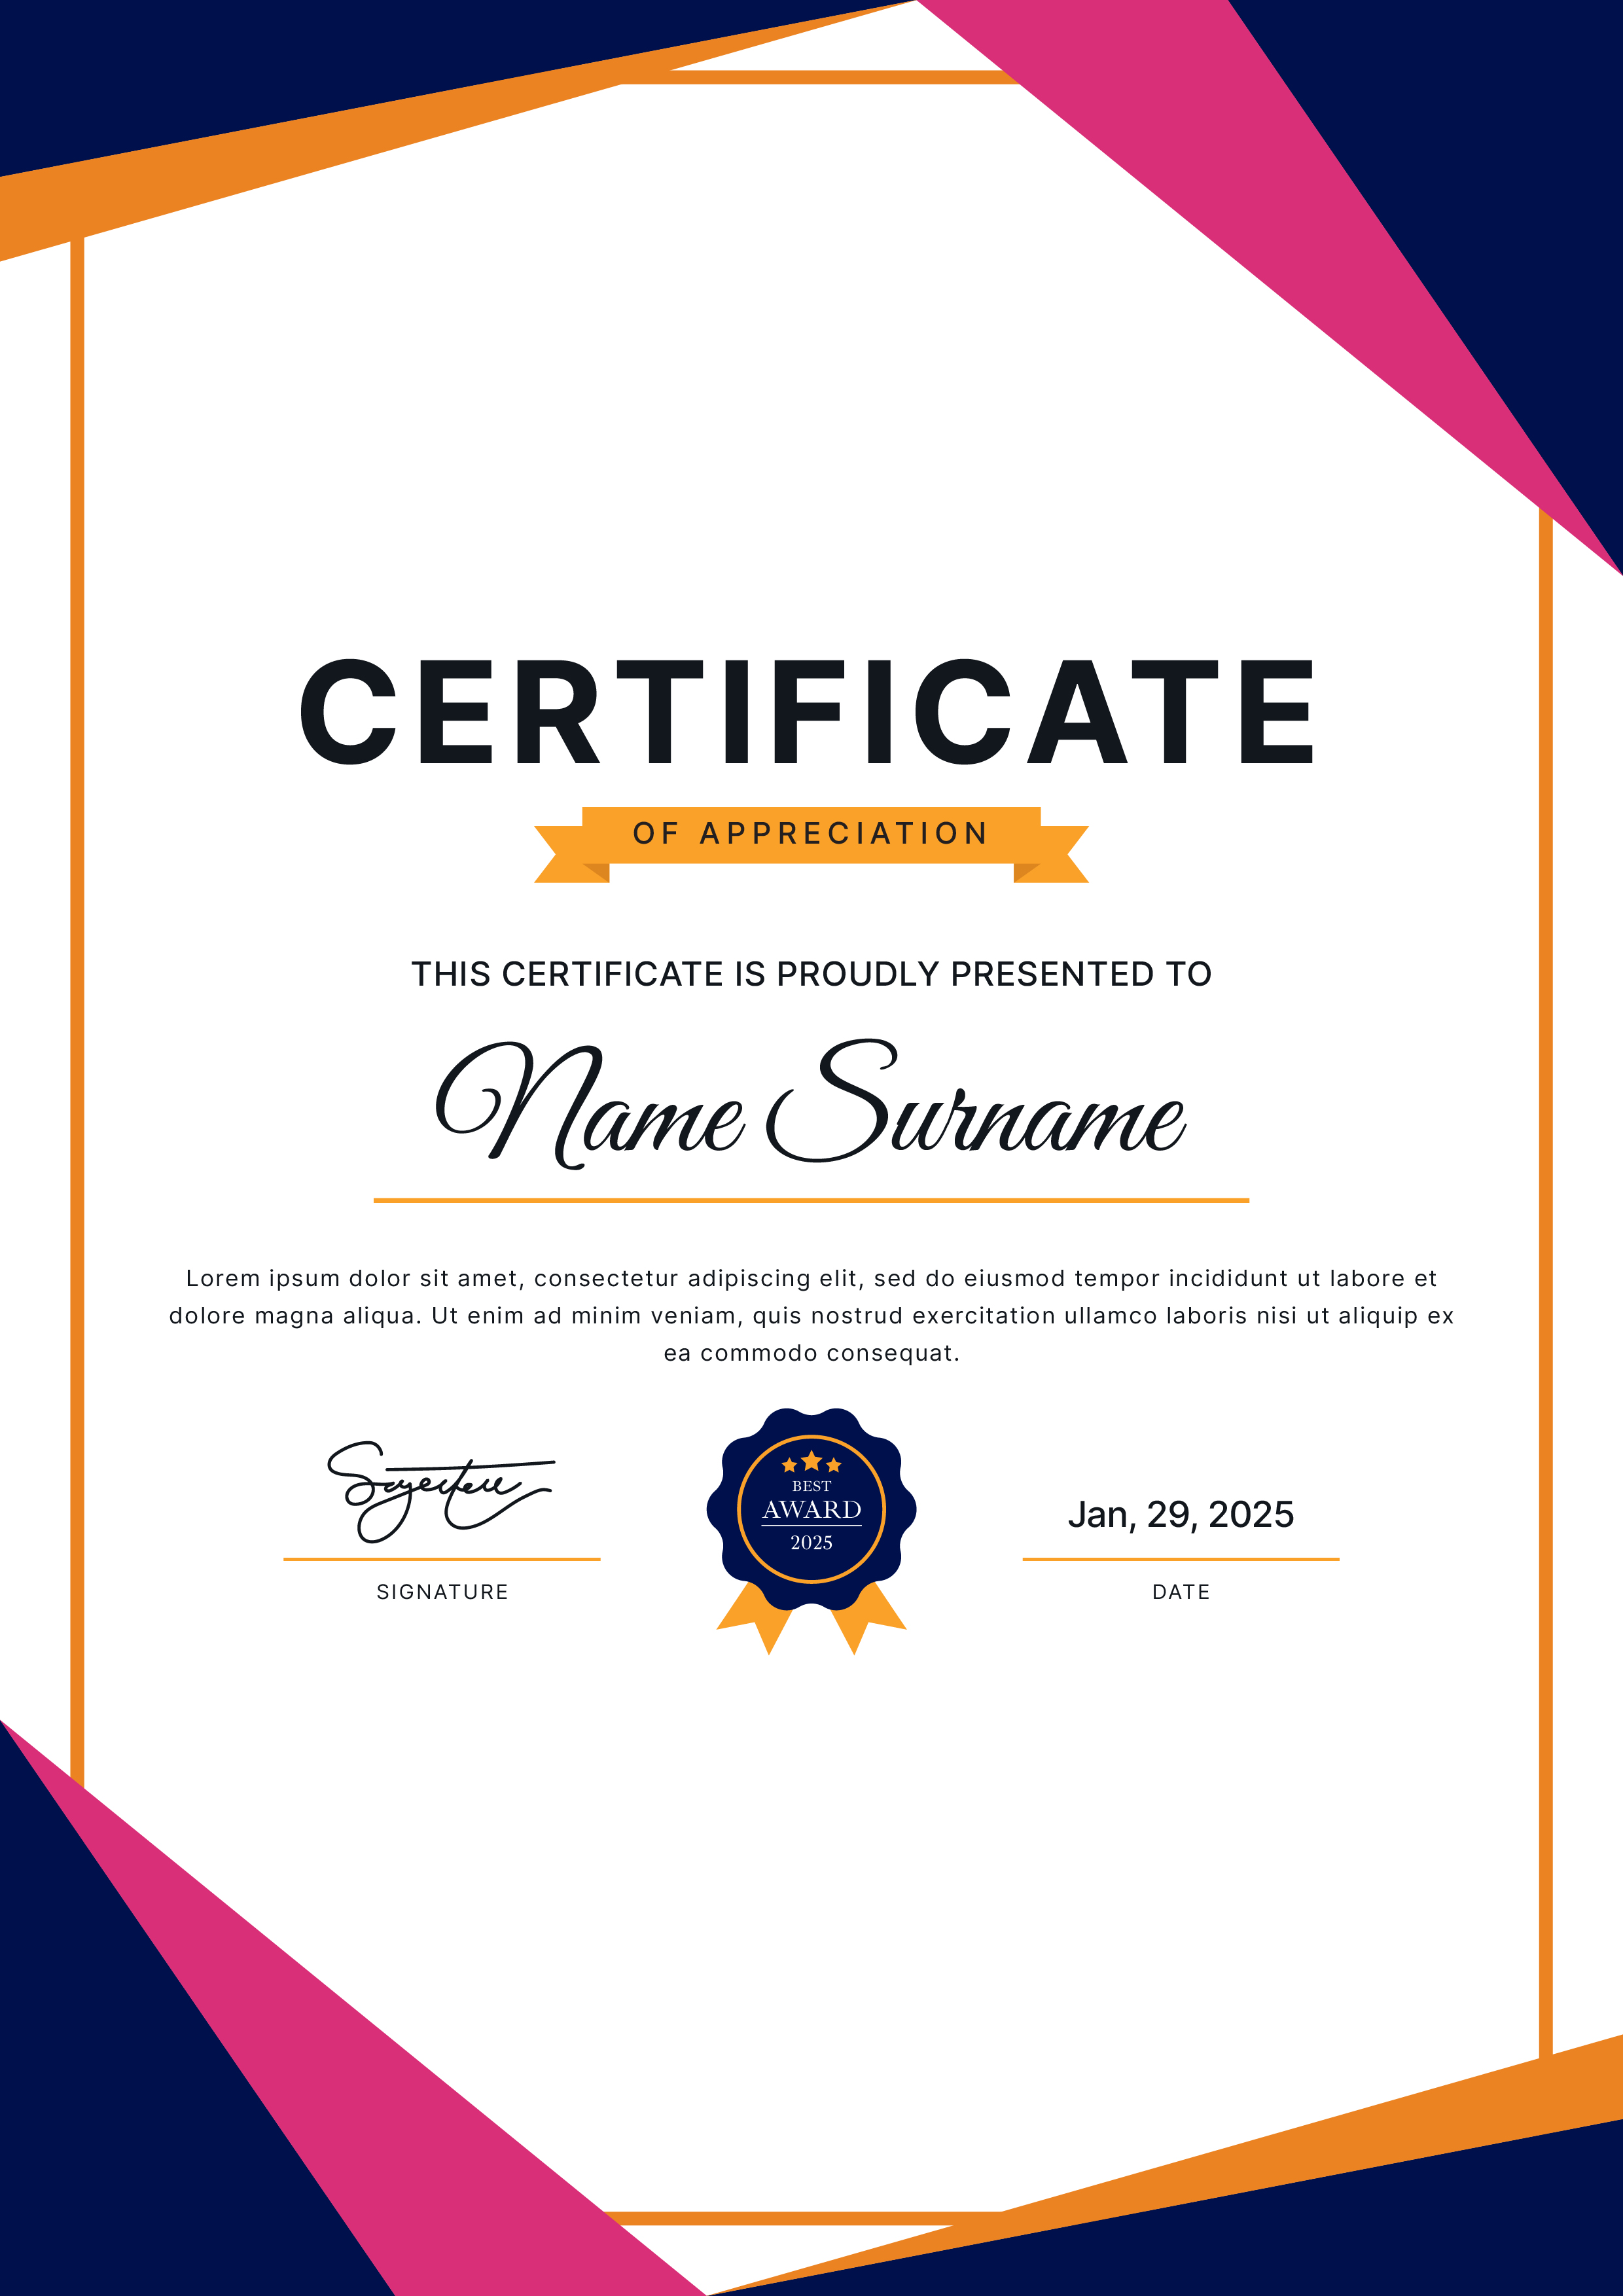 CERTIFICATE
OF APPRECIATION
THIS CERTIFICATE IS PROUDLY PRESENTED TO
Name Surname
Lorem ipsum dolor sit amet, consectetur adipiscing elit, sed do eiusmod tempor incididunt ut labore et
dolore magna aliqua. Ut enim ad minim veniam, quis nostrud exercitation ullamco laboris nisi ut aliquip ex
ea commodo consequat.
BEST
AWARD
2025
Jan, 29, 2025
SIGNATURE
DATE